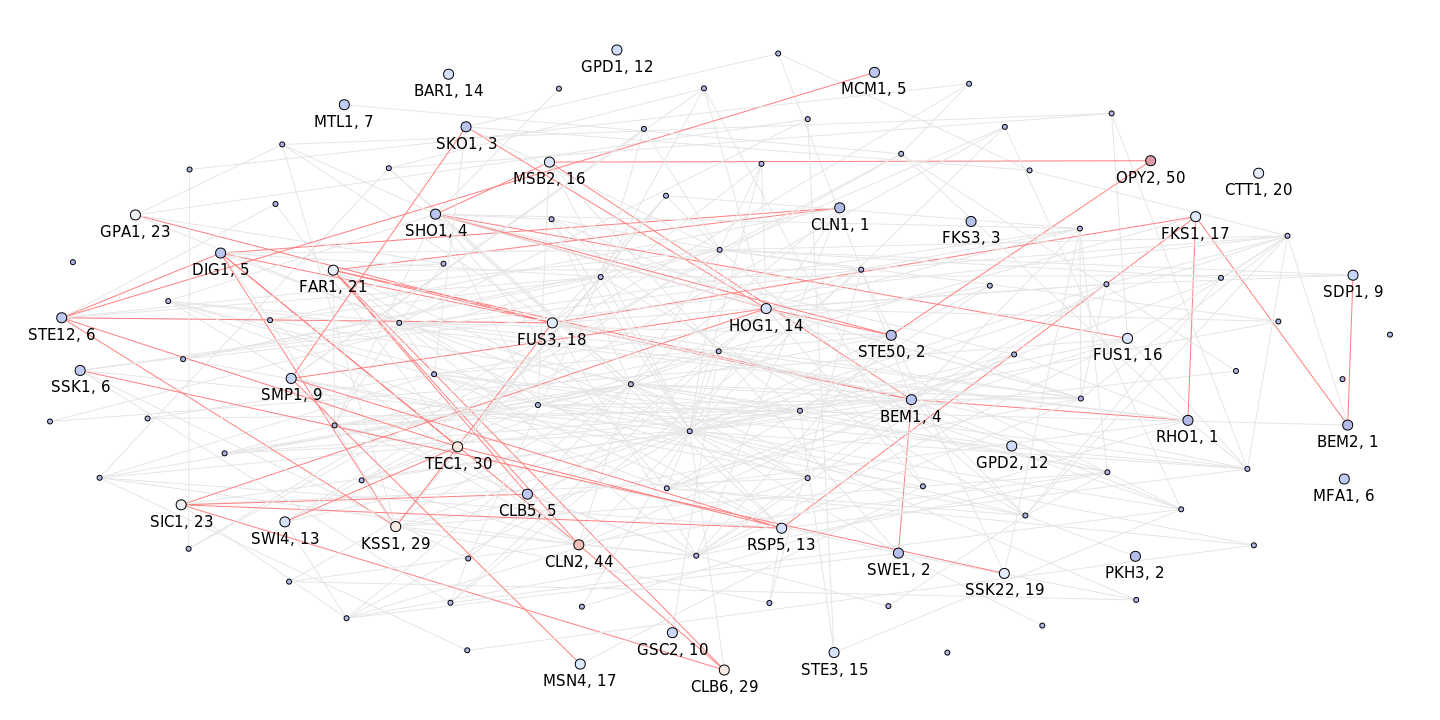 GPD1, 12
BAR1, 14
MCM1, 5
MTL1, 7
SKO1, 3
MSB2, 16
OPY2, 50
CTT1, 20
GPA1, 23
SHO1, 4
CLN1, 1
FKS3, 3
FKS1, 17
DIG1, 5
FAR1, 21
SDP1, 9
STE12, 6
FUS3, 18
HOG1, 14
STE50, 2
FUS1, 16
SSK1, 6
SMP1, 9
BEM1, 4
RHO1, 1
BEM2, 1
TEC1, 30
GPD2, 12
MFA1, 6
SIC1, 23
SWI4, 13
KSS1, 29
CLB5, 5
CLN2, 44
RSP5, 13
SWE1, 2
SSK22, 19
PKH3, 2
GSC2, 10
MSN4, 17
CLB6, 29
STE3, 15